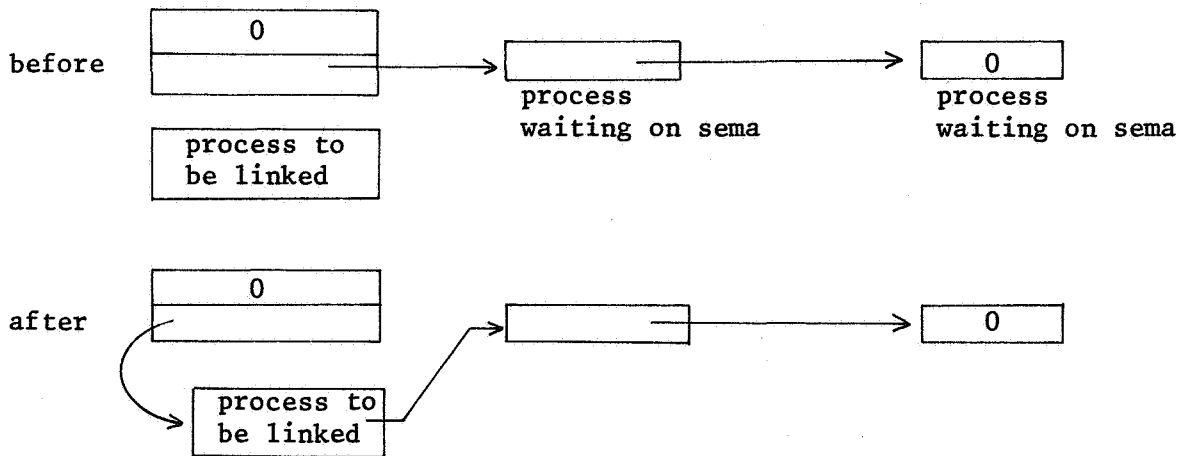 0
before
0
process
waiting on sema
process
waiting on sema
process to
be linked
0
after
0
process to
be linked